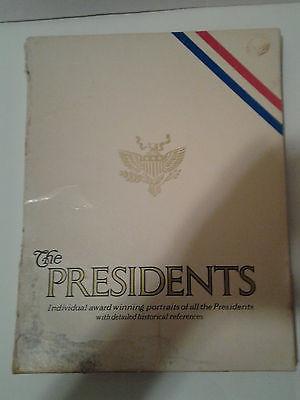 The
PRESIDENTS
Individual award winning portraits of all the Presidents
with detailed historical references